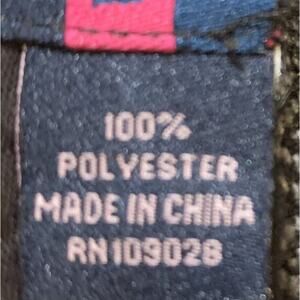 100%
POLYESTER
MADE IN CHINA
RN109028